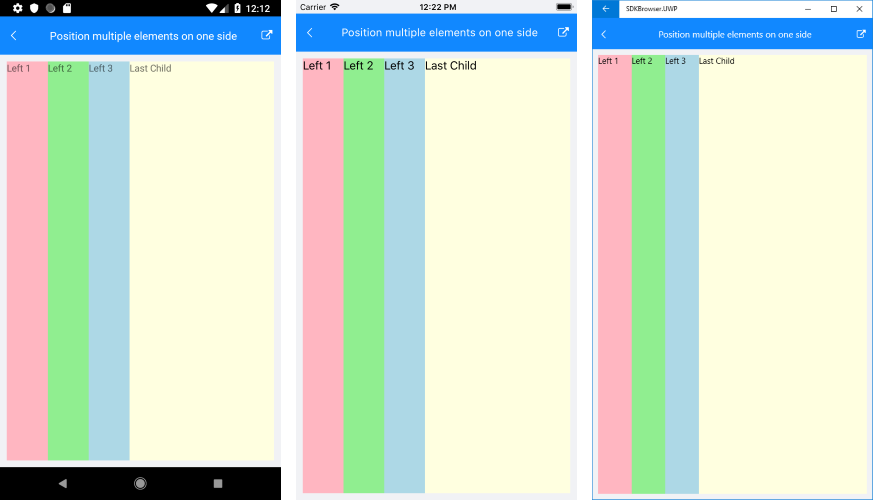 12:12
Position multiple elements on one side
Left 1 Left 2 Left 3 Last Child
Carrier 12:22 PM
Position multiple elements on one side
Left 1 Left 2 Left 3 Last Child
SDKBrowser.UWP
Position multiple elements on one side
Left 1 Left 2 Left 3 Last Child